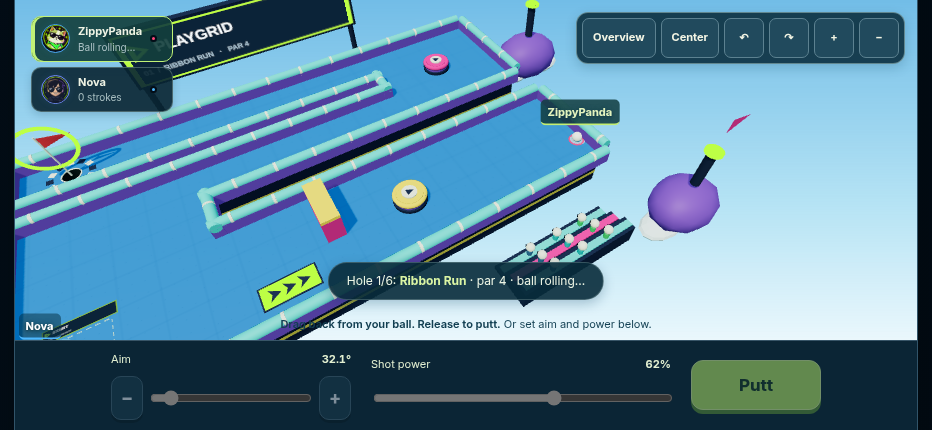 ZippyPanda
Ball rolling...
Nova
0 strokes
PLAYGRID
RIBBON RUN · PAR 4
Overview
Center
↶
↷
+
−
ZippyPanda
Hole 1/6: Ribbon Run · par 4 · ball rolling...
Nova
Drag back from your ball. Release to putt. Or set aim and power below.
Aim
32.1°
Shot power
62%
−
+
Putt